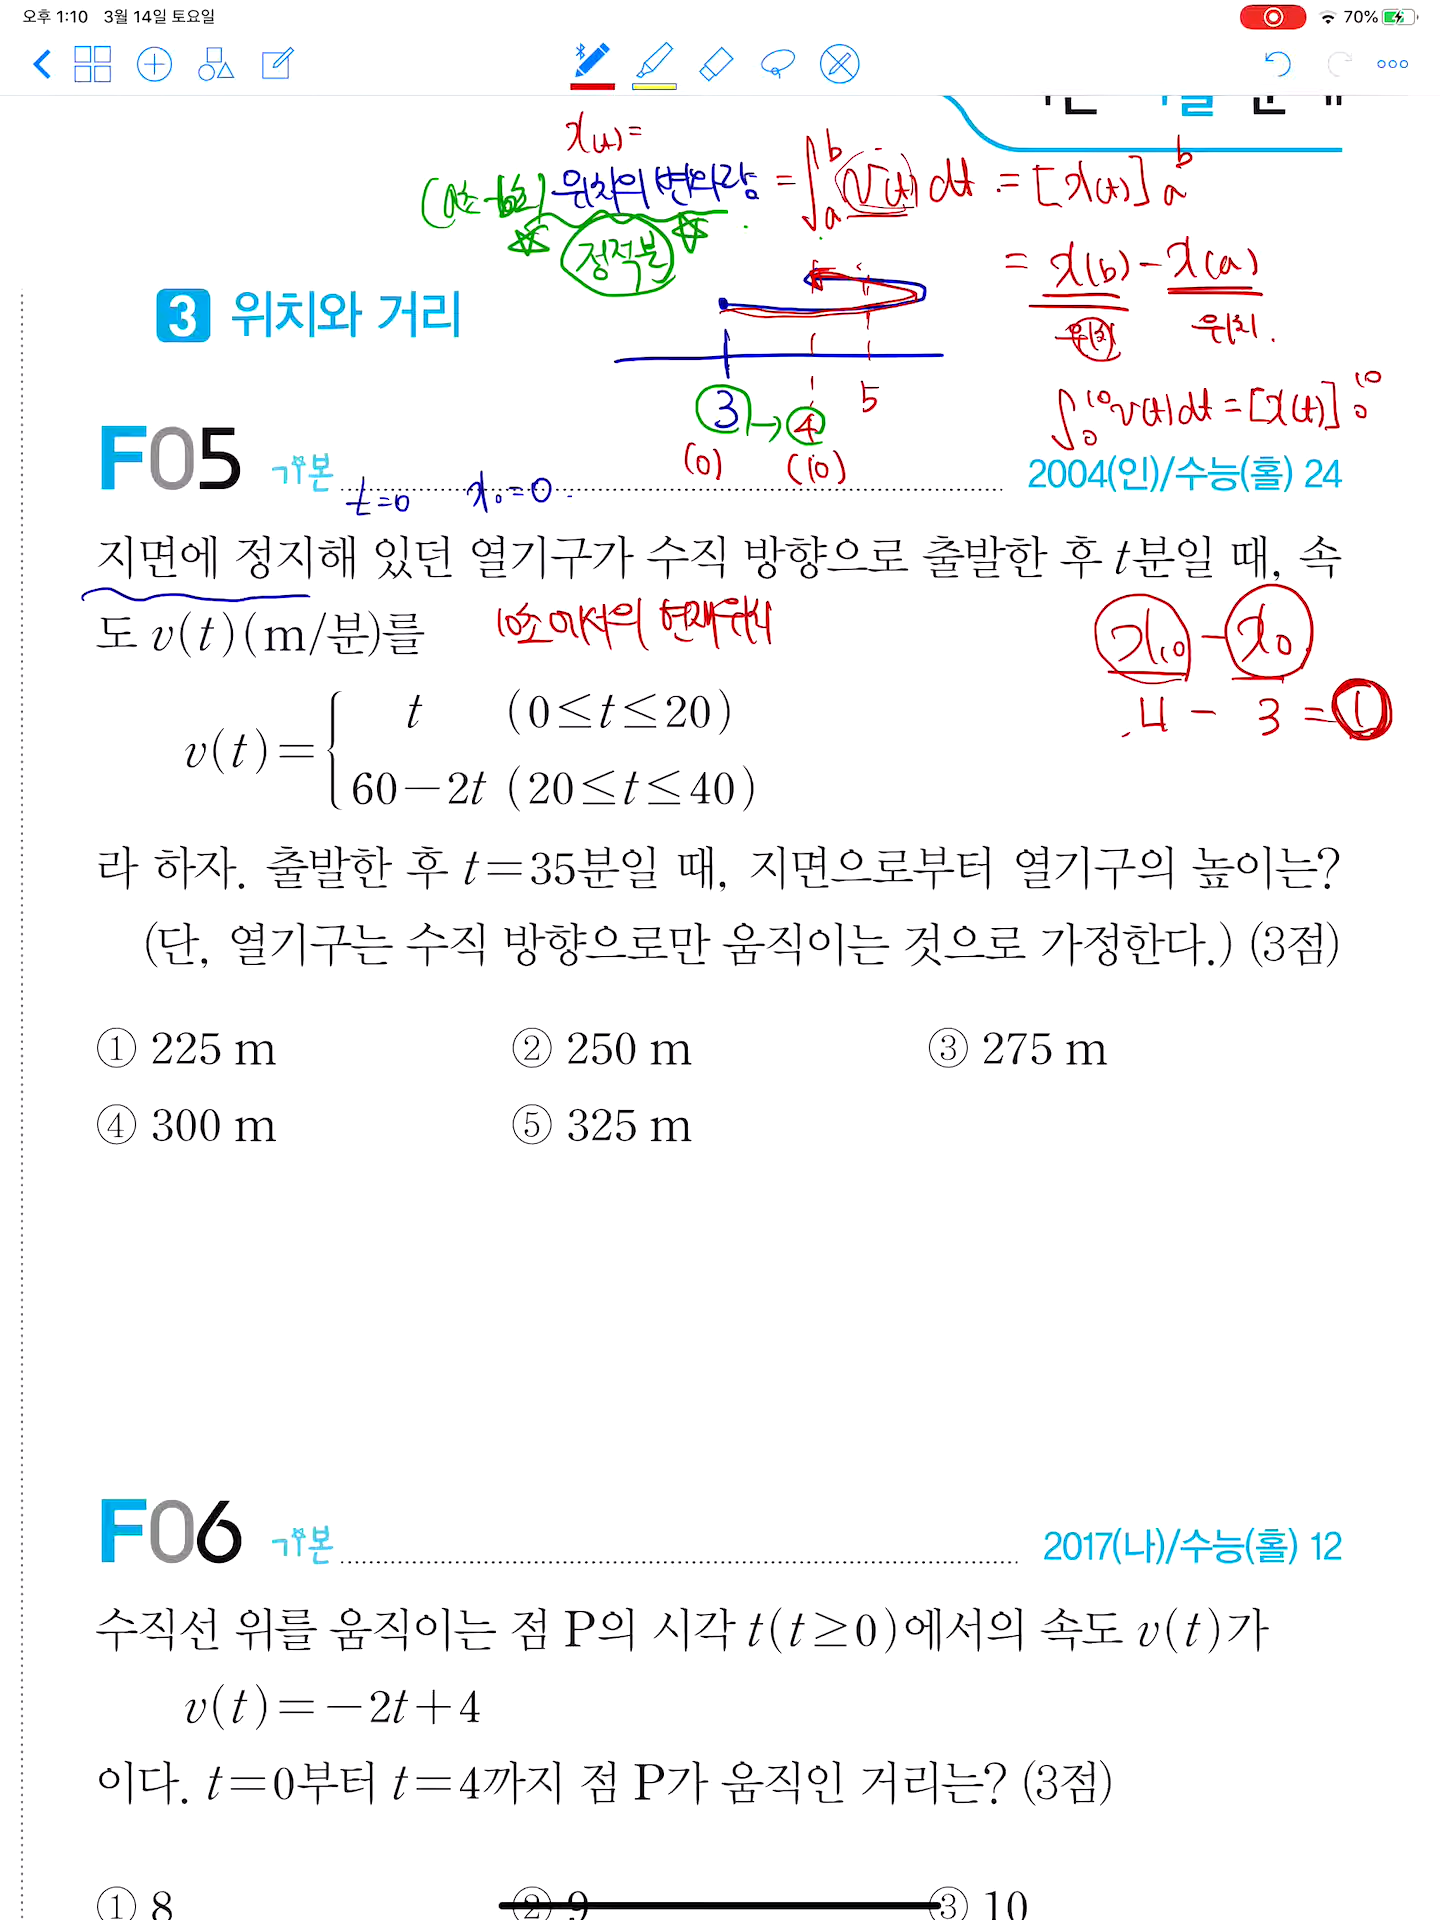 오후 1:10 3월 14일 토요일
70%
x(t)=
위치의 변화량 = ∫_a^b v(t) dt = [x(t)]_a^b
정적분
= x(b) - x(a)
위치 위치.
3 위치와 거리
3 → 4 5
(0) (10)
∫_0^10 v(t)dt = [x(t)]_0^10
F05 기본 2004(인)/수능(홀) 24
t=0 x₀=0
지면에 정지해 있던 열기구가 수직 방향으로 출발한 후 t분일 때, 속
도 v(t)(m/분)를
10초에서의 현재위치
x₁₀ - x₀
4 - 3 = 1
v(t)={ t (0≤t≤20)
60-2t (20≤t≤40)
라 하자. 출발한 후 t=35분일 때, 지면으로부터 열기구의 높이는?
(단, 열기구는 수직 방향으로만 움직이는 것으로 가정한다.) (3점)
① 225 m ② 250 m ③ 275 m
④ 300 m ⑤ 325 m
F06 기본 2017(나)/수능(홀) 12
수직선 위를 움직이는 점 P의 시각 t(t≥0)에서의 속도 v(t)가
v(t)=-2t+4
이다. t=0부터 t=4까지 점 P가 움직인 거리는? (3점)
① 8 ② 9 ③ 10